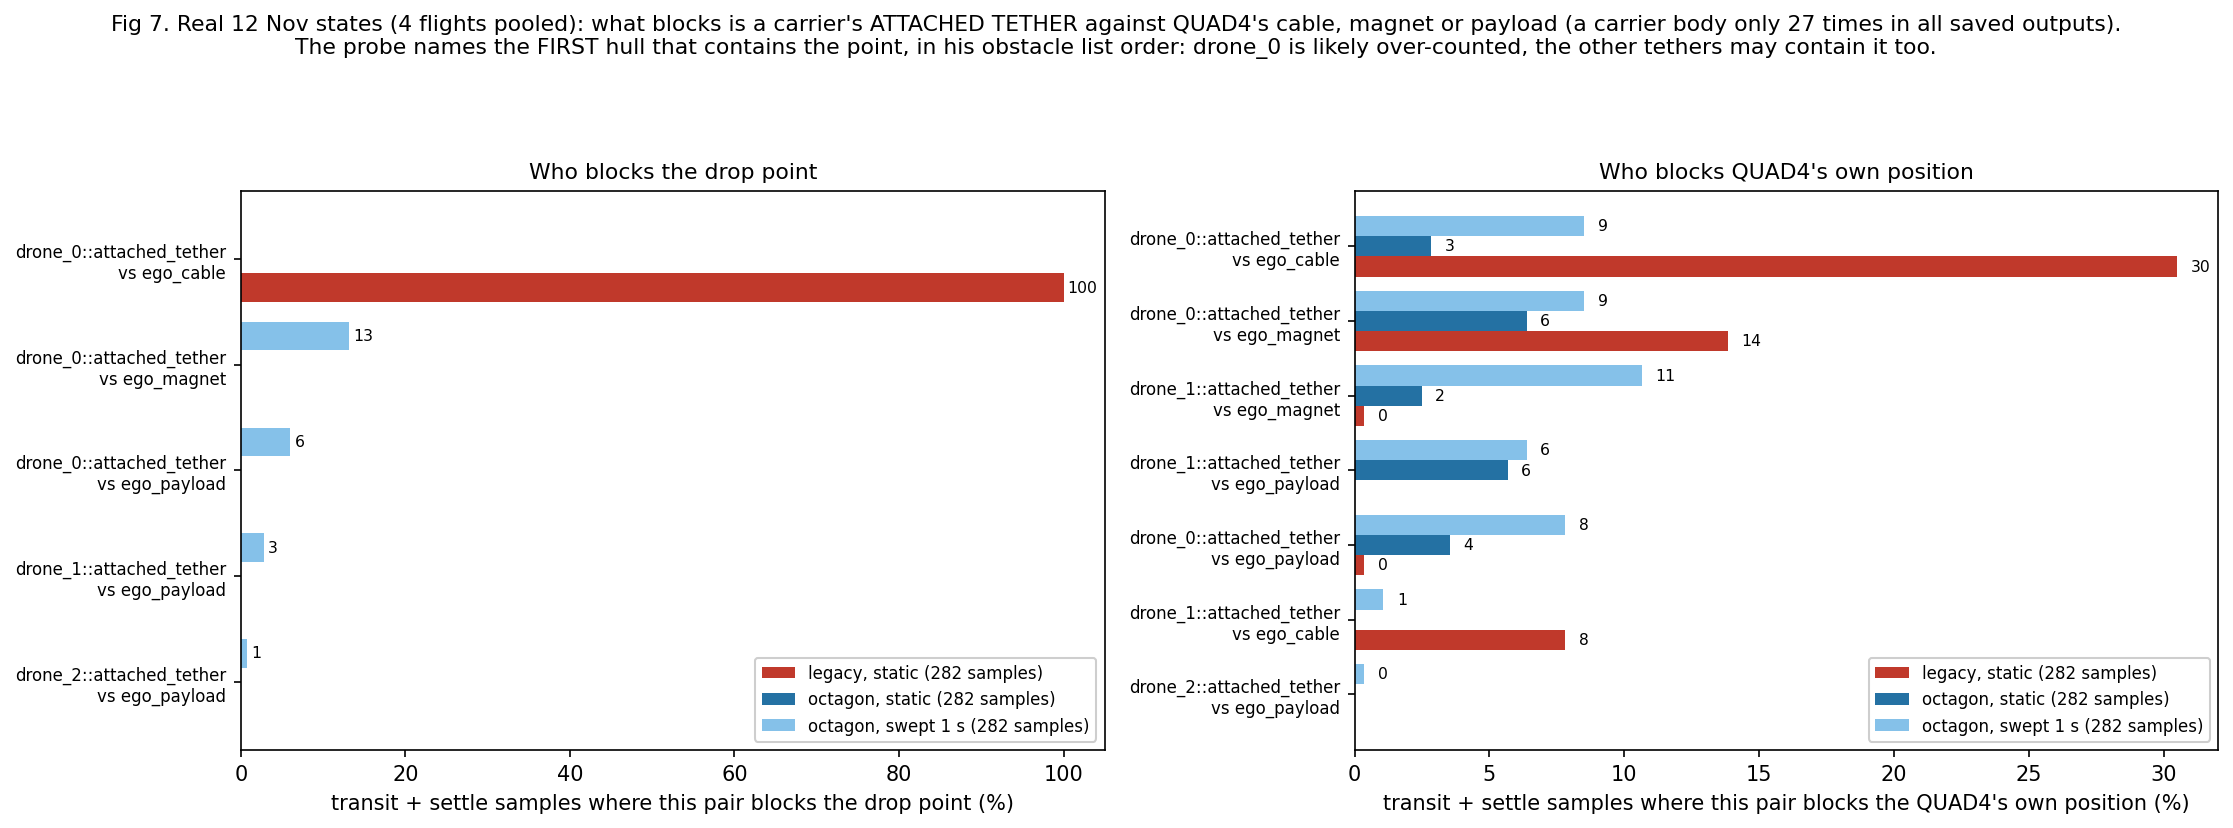 Fig 7. Real 12 Nov states (4 flights pooled): what blocks is a carrier's ATTACHED TETHER against QUAD4's cable, magnet or payload (a carrier body only 27 times in all saved outputs).
The probe names the FIRST hull that contains the point, in his obstacle list order: drone_0 is likely over-counted, the other tethers may contain it too.
Who blocks the drop point
drone_0::attached_tether
vs ego_cable
100
drone_0::attached_tether
vs ego_magnet
13
drone_0::attached_tether
vs ego_payload
6
drone_1::attached_tether
vs ego_payload
3
drone_2::attached_tether
vs ego_payload
1
legacy, static (282 samples)
octagon, static (282 samples)
octagon, swept 1 s (282 samples)
0
20
40
60
80
100
transit + settle samples where this pair blocks the drop point (%)
Who blocks QUAD4's own position
drone_0::attached_tether
vs ego_cable
9
3
30
drone_0::attached_tether
vs ego_magnet
9
6
14
drone_1::attached_tether
vs ego_magnet
11
2
0
drone_1::attached_tether
vs ego_payload
6
6
drone_0::attached_tether
vs ego_payload
8
4
0
drone_1::attached_tether
vs ego_cable
1
8
drone_2::attached_tether
vs ego_payload
0
legacy, static (282 samples)
octagon, static (282 samples)
octagon, swept 1 s (282 samples)
0
5
10
15
20
25
30
transit + settle samples where this pair blocks the QUAD4's own position (%)